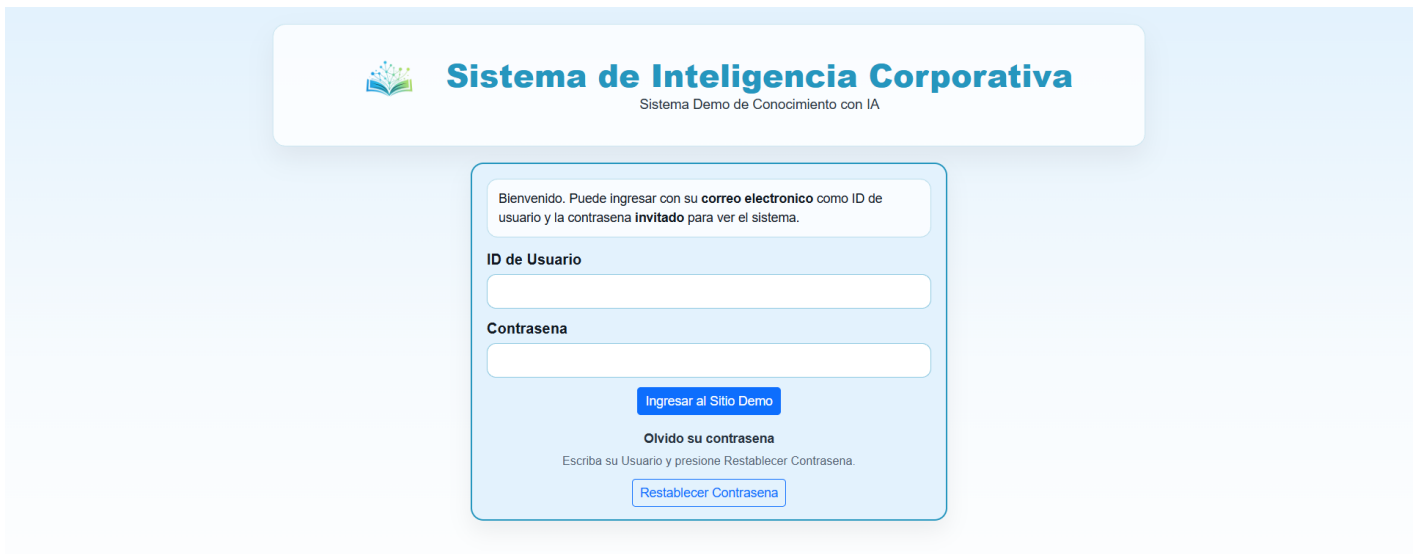 Sistema de Inteligencia Corporativa
Sistema Demo de Conocimiento con IA
Bienvenido. Puede ingresar con su correo electronico como ID de
usuario y la contrasena invitado para ver el sistema.
ID de Usuario
Contrasena
Ingresar al Sitio Demo
Olvido su contrasena
Escriba su Usuario y presione Restablecer Contrasena.
Restablecer Contrasena